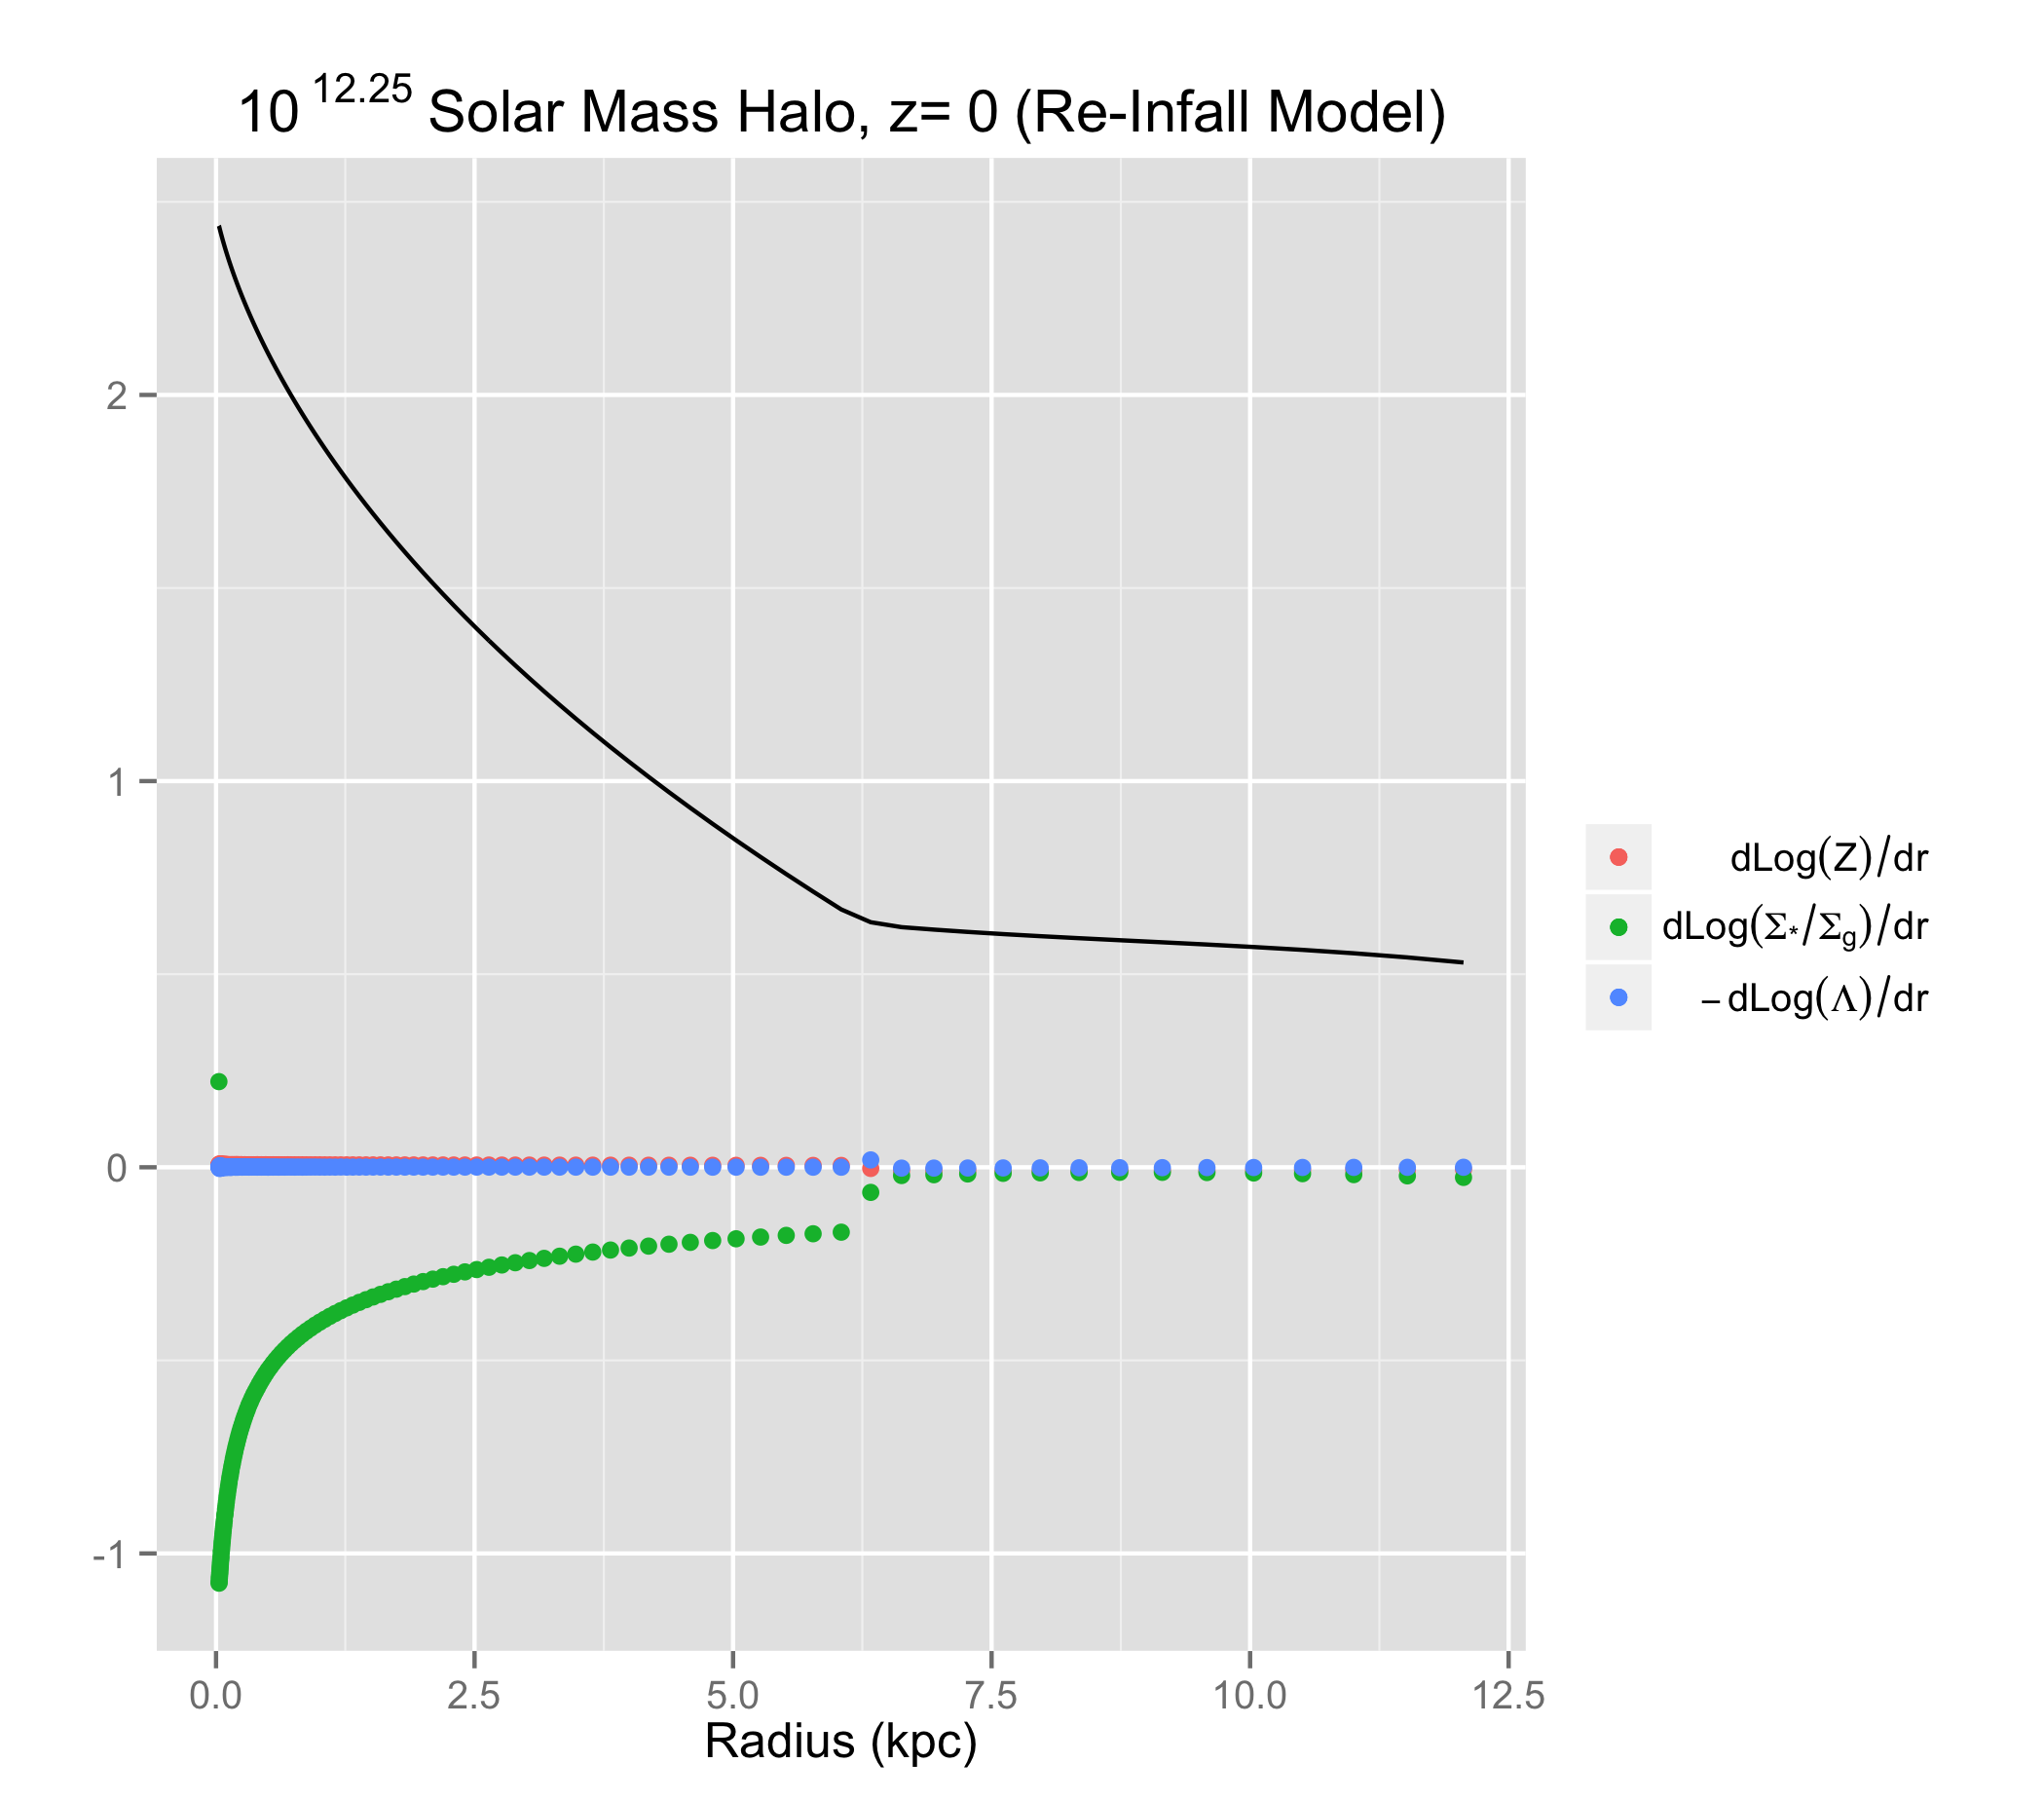 10^12.25 Solar Mass Halo, z= 0 (Re-Infall Model)
2
1
0
-1
0.0 2.5 5.0 7.5 10.0 12.5
Radius (kpc)
dLog(Z)/dr
dLog(Σ*/Σg)/dr
−dLog(Λ)/dr